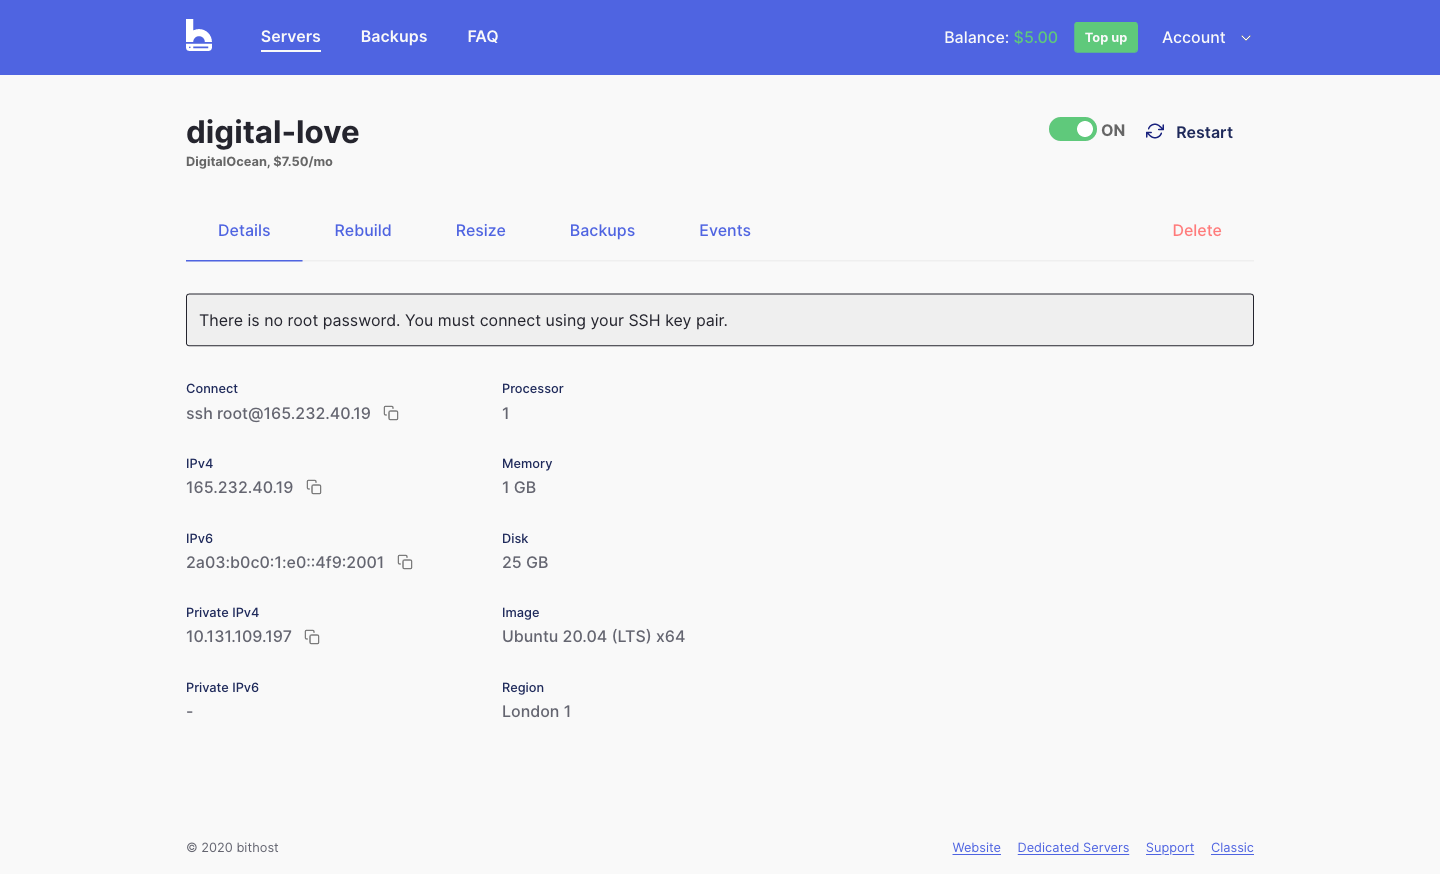 Servers Backups FAQ Balance: $5.00 Top up Account
digital-love
ON Restart
DigitalOcean, $7.50/mo
Details Rebuild Resize Backups Events Delete
There is no root password. You must connect using your SSH key pair.
Connect
ssh root@165.232.40.19
IPv4
165.232.40.19
IPv6
2a03:b0c0:1:e0::4f9:2001
Private IPv4
10.131.109.197
Private IPv6
-
Processor
1
Memory
1 GB
Disk
25 GB
Image
Ubuntu 20.04 (LTS) x64
Region
London 1
© 2020 bithost
Website Dedicated Servers Support Classic